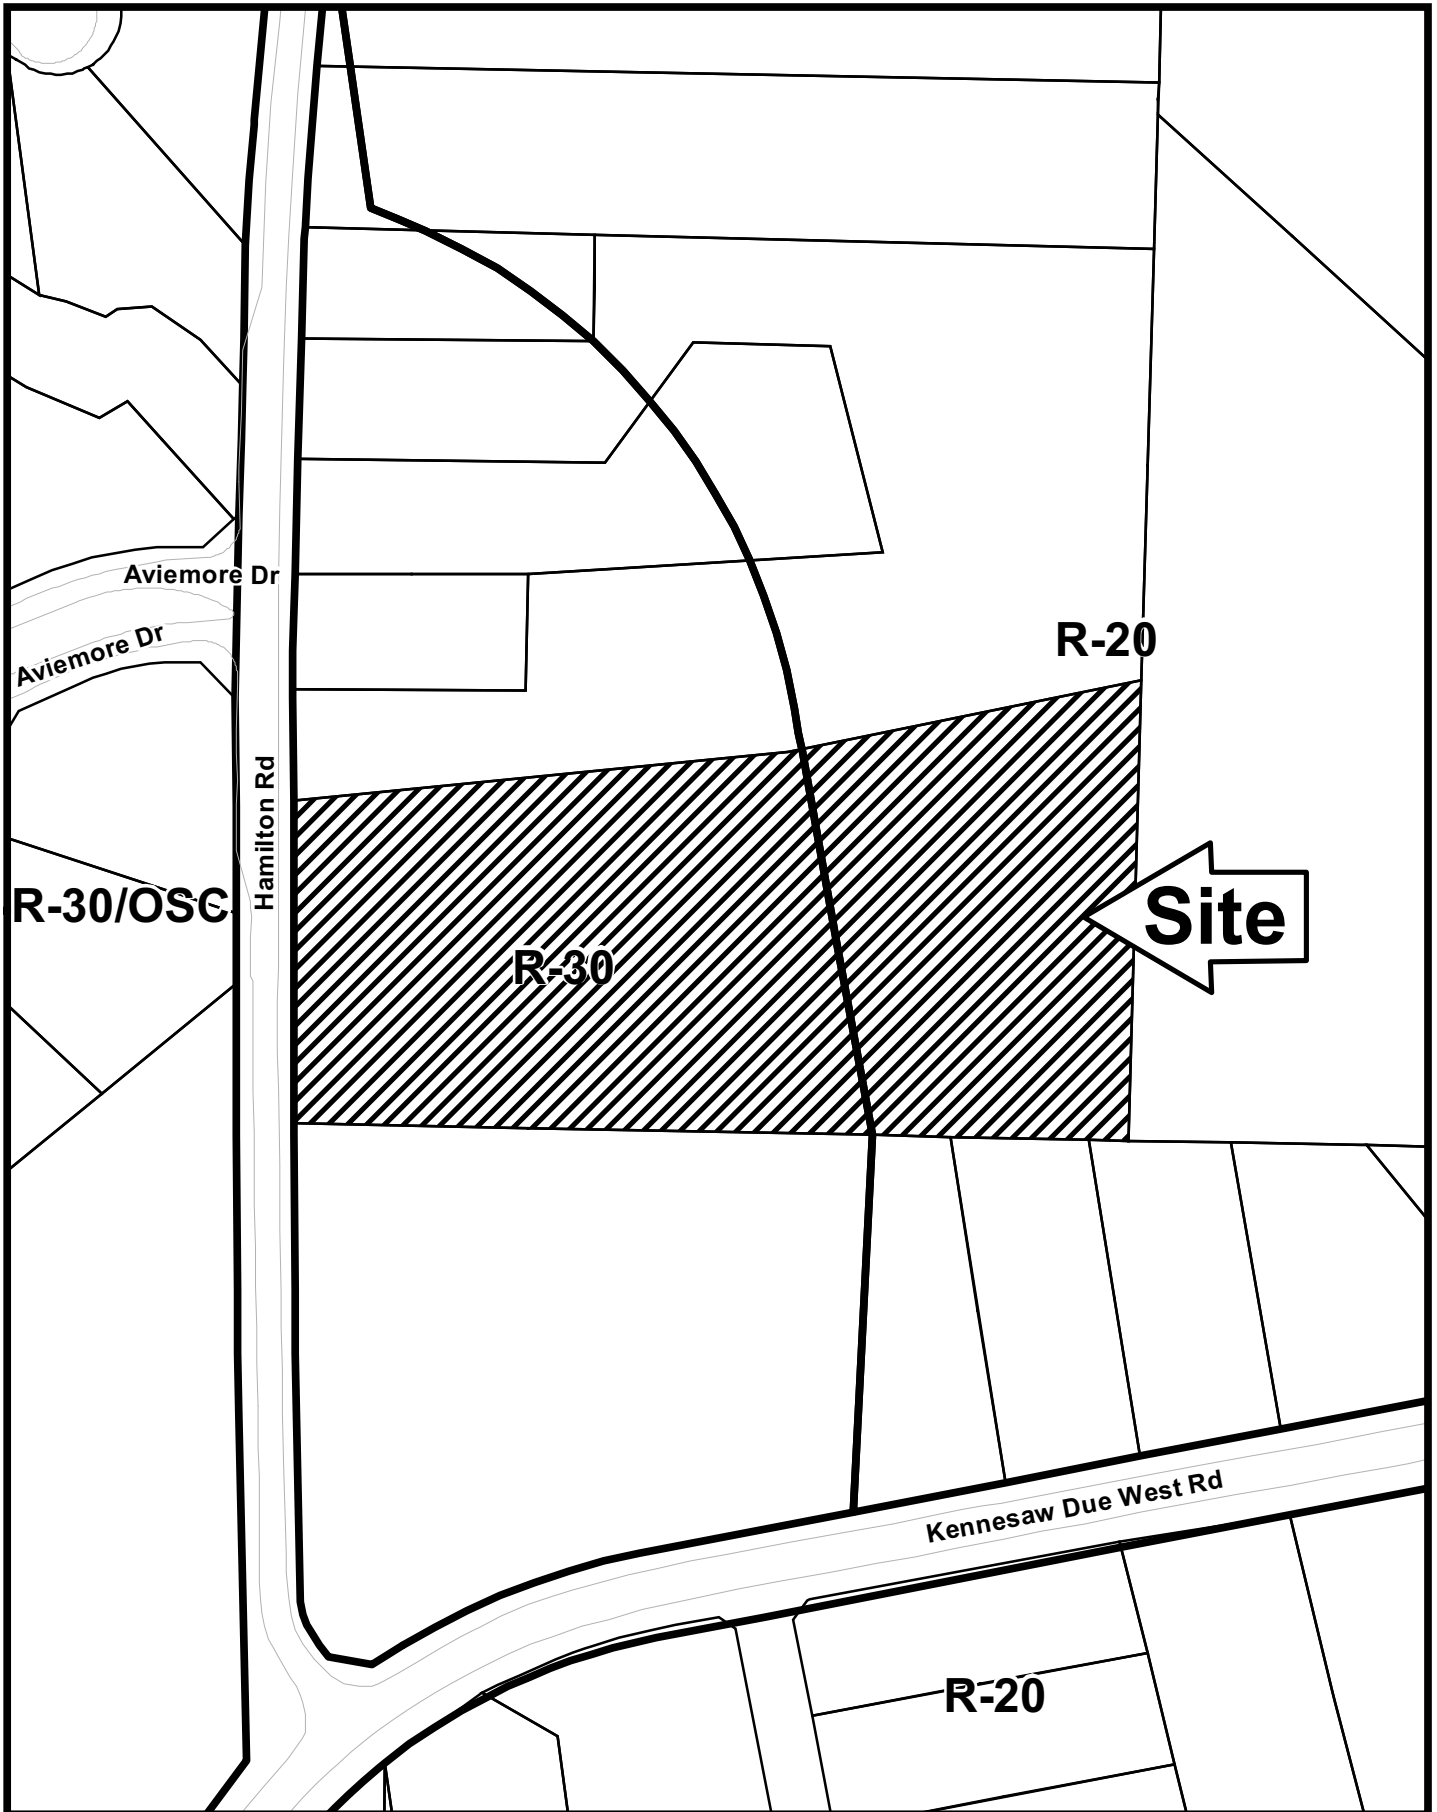 Aviemore Dr
Aviemore Dr
R-20
Hamilton Rd
R-30/OSC
Site
R-30
Kennesaw Due West Rd
R-20